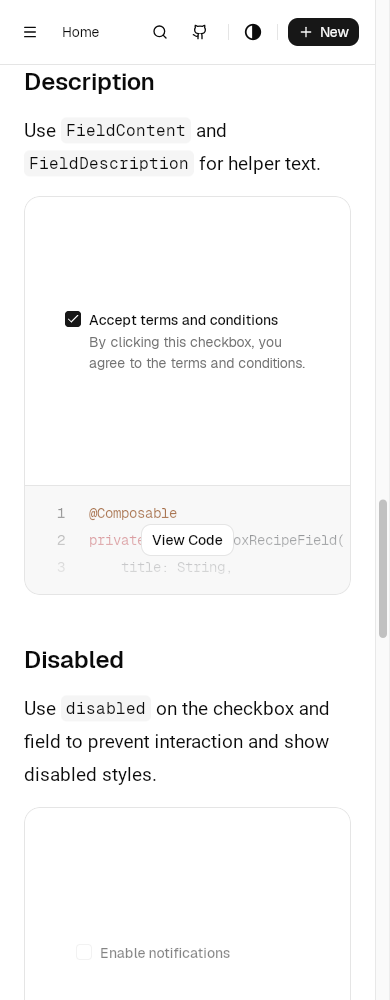 Home
New
Description
Use FieldContent and
FieldDescription for helper text.
Accept terms and conditions
By clicking this checkbox, you
agree to the terms and conditions.
1 @Composable
2 private oxRecipeField(
View Code
3 title: String,
Disabled
Use disabled on the checkbox and
field to prevent interaction and show
disabled styles.
Enable notifications